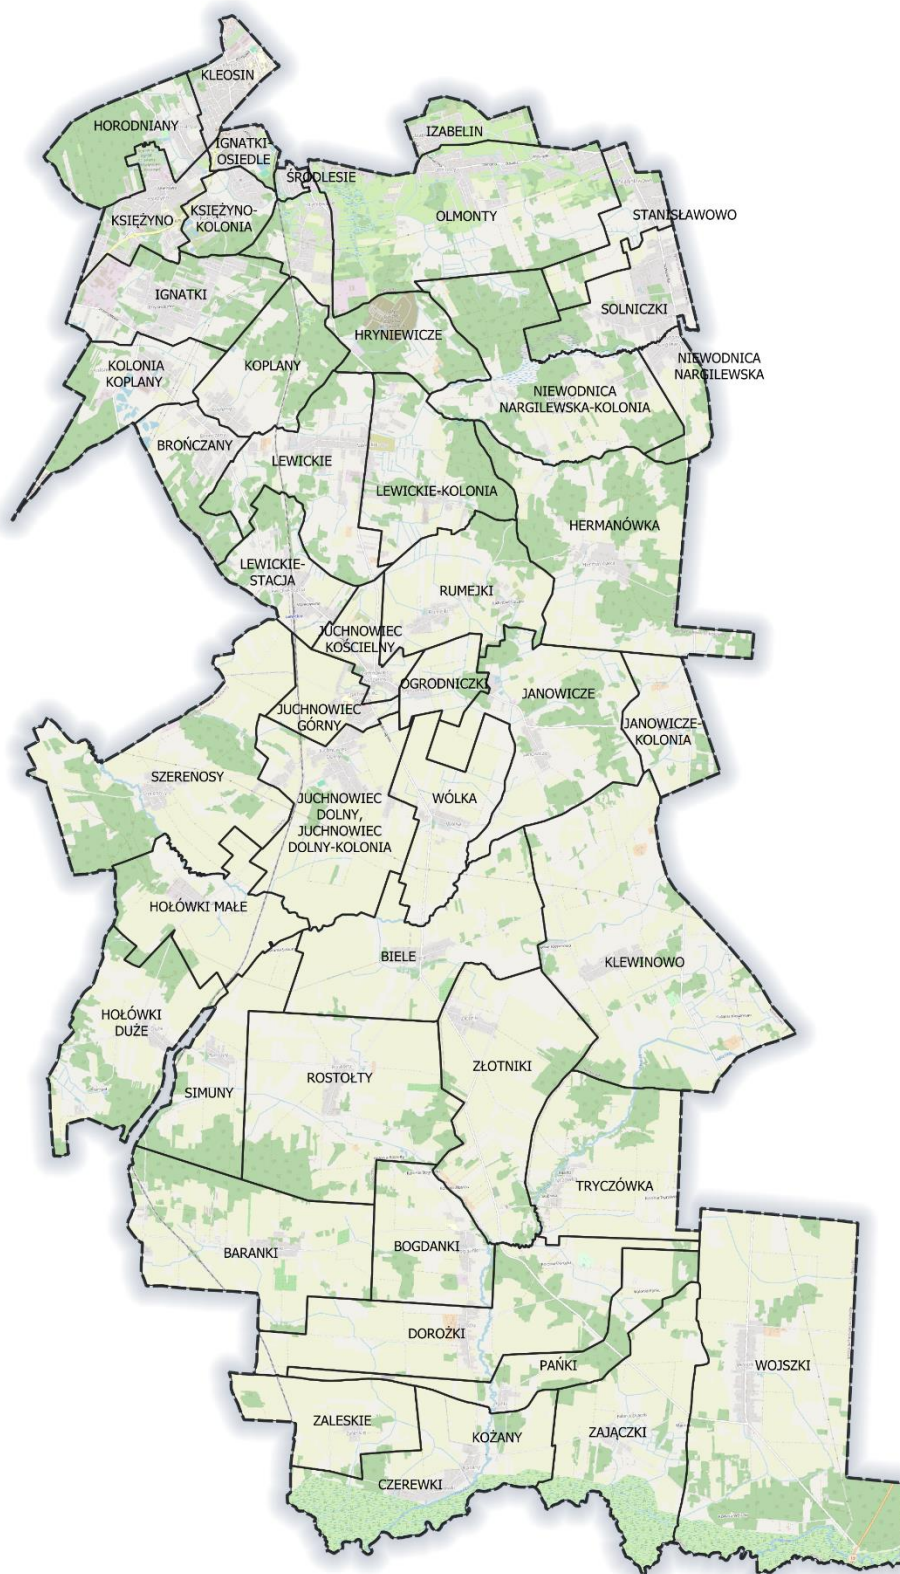 KLEOSIN
HORODNIANY
IZABELIN
IGNATKI-
OSIEDLE
ŚRODLESIE
KSIĘŻYNO
KSIĘŻYNO-
KOLONIA
OLMONTY
STANISŁAWOWO
IGNATKI
SOLNICZKI
HRYNIEWICZE
KOLONIA
KOPLANY
KOPLANY
NIEWODNICA
NARGILEWSKA
NIEWODNICA
NARGILEWSKA-KOLONIA
BROŃCZANY
LEWICKIE
LEWICKIE-KOLONIA
HERMANÓWKA
LEWICKIE-
STACJA
RUMEJKI
JUCHNOWIEC
KOŚCIELNY
OGRODNICZKI
JANOWICZE
JUCHNOWIEC
GÓRNY
JANOWICZE-
KOLONIA
SZERENOSY
JUCHNOWIEC
DOLNY,
JUCHNOWIEC
DOLNY-KOLONIA
WÓLKA
HOŁÓWKI MAŁE
BIELE
KLEWINOWO
HOŁÓWKI
DUŻE
SIMUNY
ROSTOŁTY
ZŁOTNIKI
TRYCZÓWKA
BARANKI
BOGDANKI
DOROŻKI
PAŃKI
WOJSZKI
ZALESKIE
KOŻANY
ZAJĄCZKI
CZEREWKI